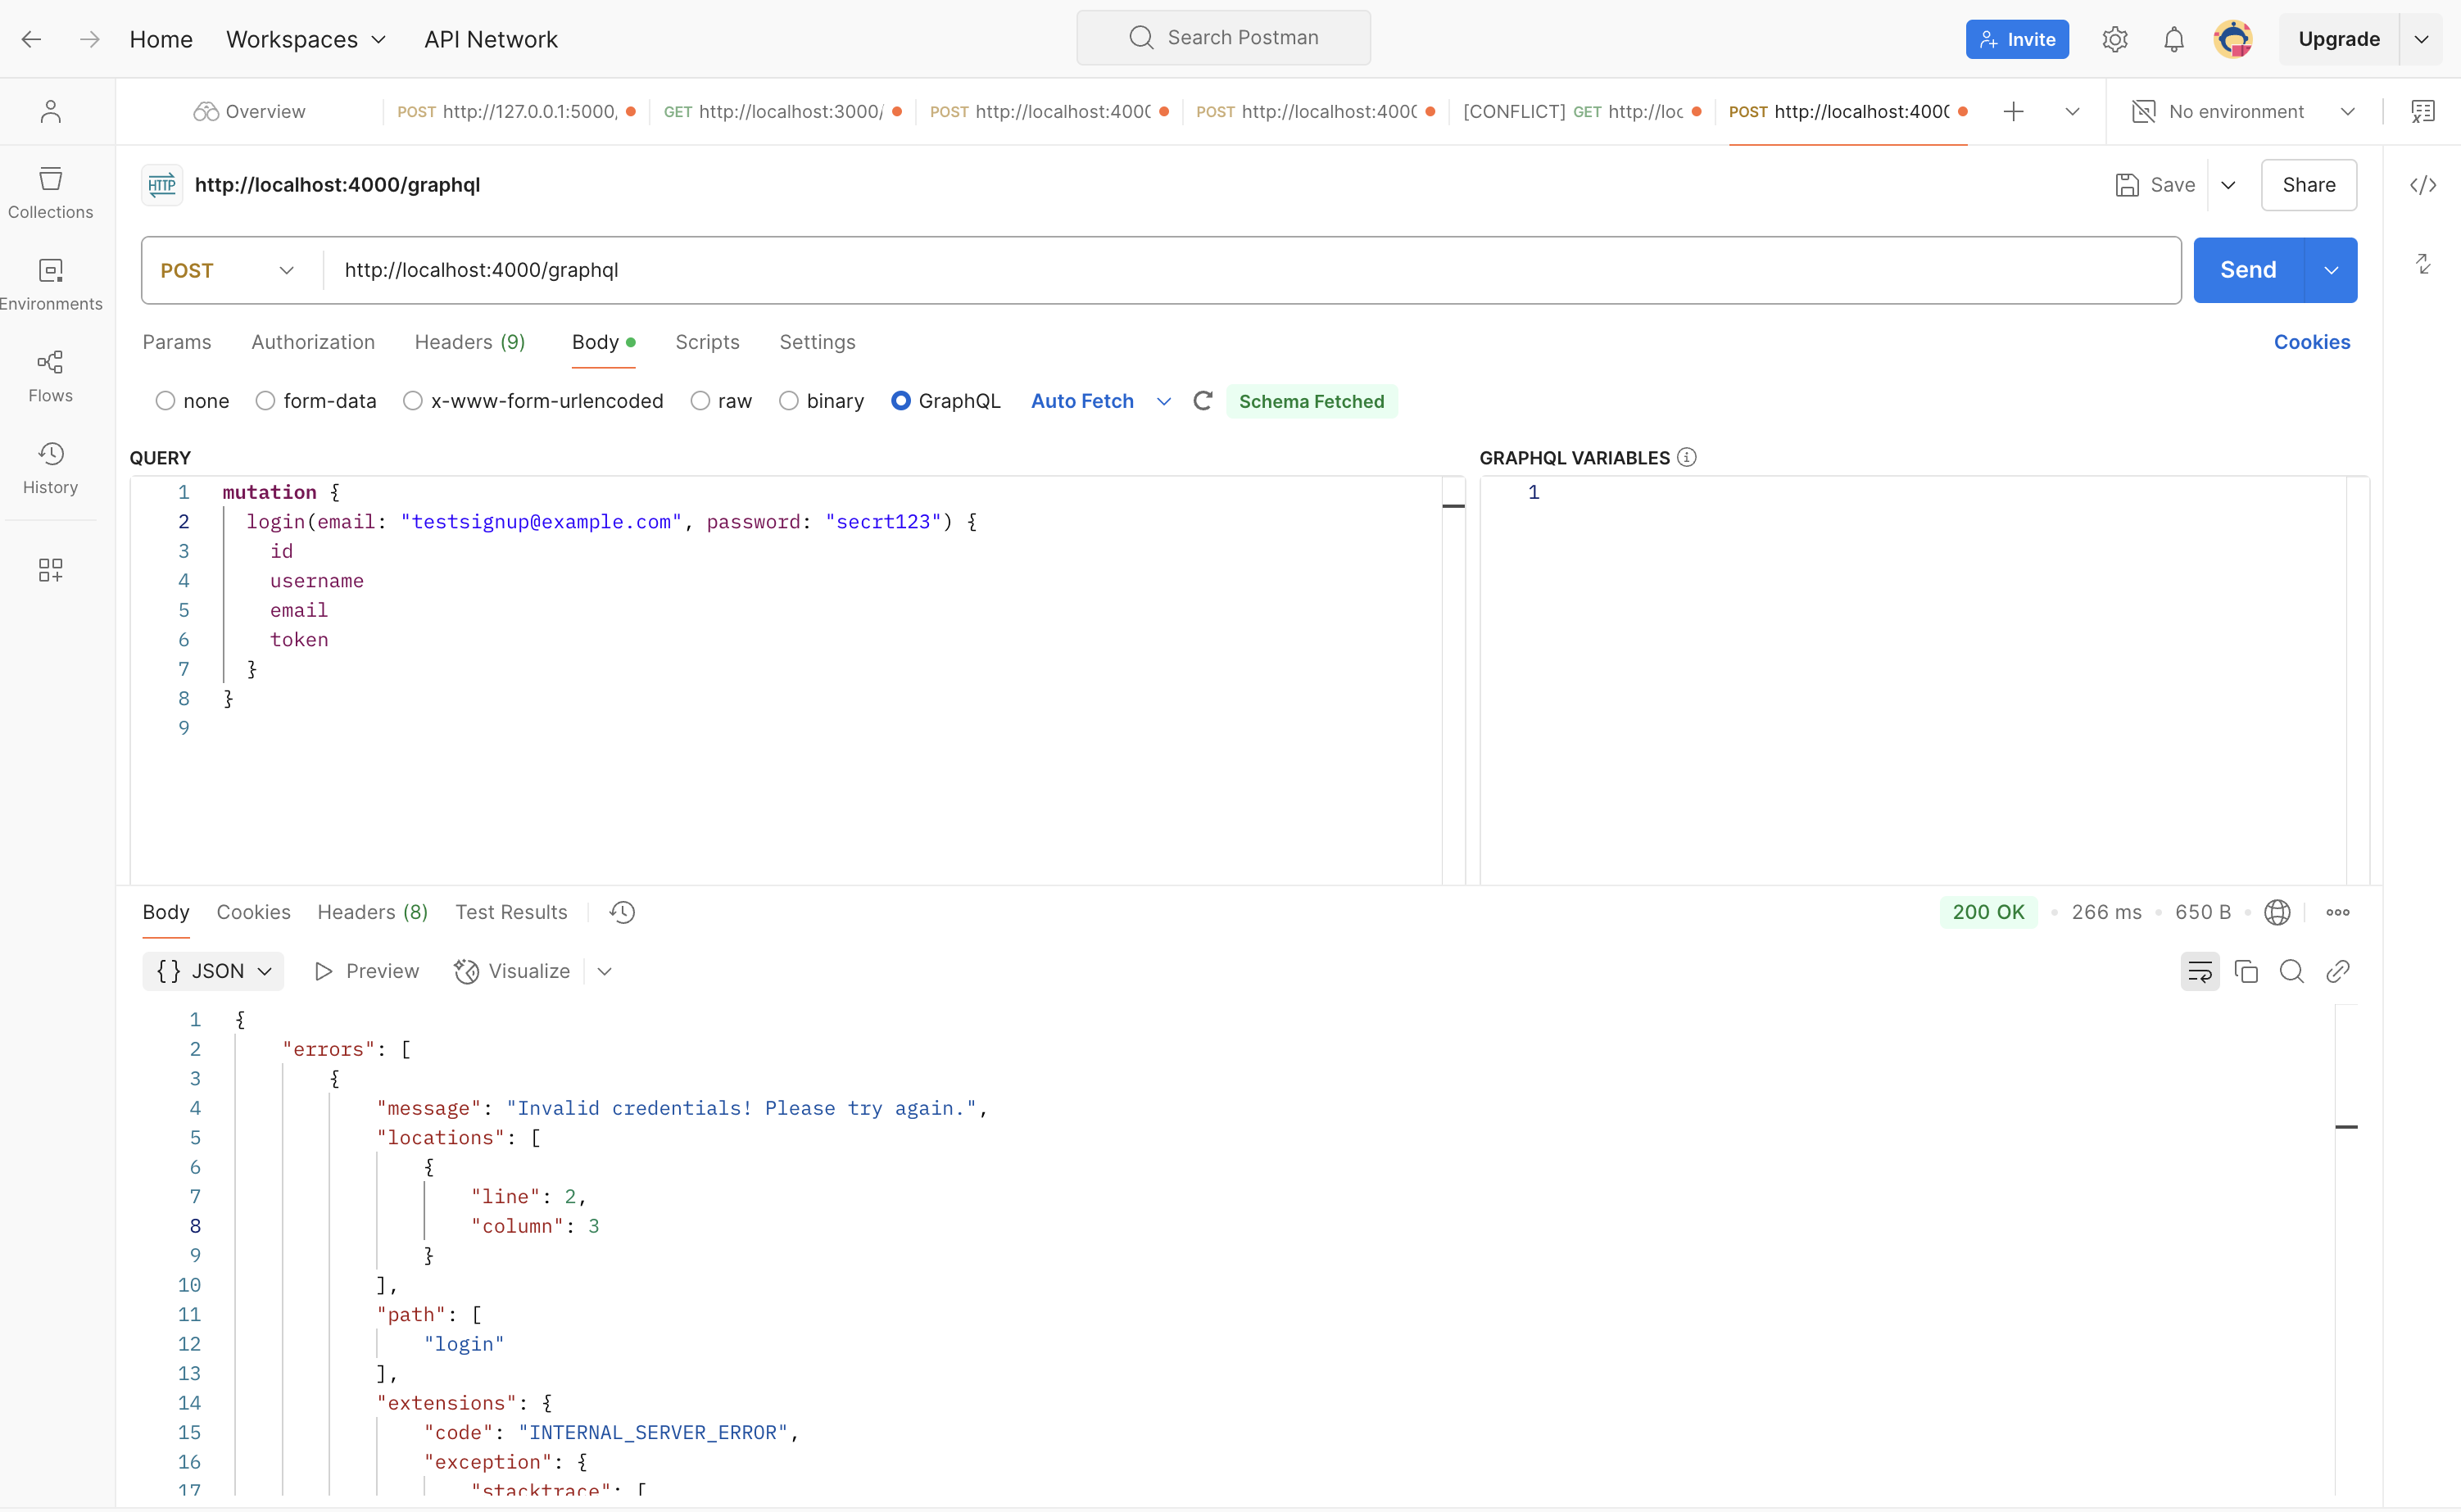 Home Workspaces API Network Search Postman Invite Upgrade
Overview POST http://127.0.0.1:5000, GET http://localhost:3000/ POST http://localhost:400 POST http://localhost:400 [CONFLICT] GET http://loc POST http://localhost:400 No environment
Collections
Environments
Flows
History
HTTP http://localhost:4000/graphql Save Share
POST http://localhost:4000/graphql Send
Params Authorization Headers (9) Body Scripts Settings Cookies
none form-data x-www-form-urlencoded raw binary GraphQL Auto Fetch Schema Fetched
QUERY
1 mutation {
2 login(email: "testsignup@example.com", password: "secrt123") {
3 id
4 username
5 email
6 token
7 }
8 }
9
GRAPHQL VARIABLES
1
Body Cookies Headers (8) Test Results 200 OK 266 ms 650 B
{} JSON Preview Visualize
1 {
2 "errors": [
3 {
4 "message": "Invalid credentials! Please try again.",
5 "locations": [
6 {
7 "line": 2,
8 "column": 3
9 }
10 ],
11 "path": [
12 "login"
13 ],
14 "extensions": {
15 "code": "INTERNAL_SERVER_ERROR",
16 "exception": {
17 "stacktrace": [